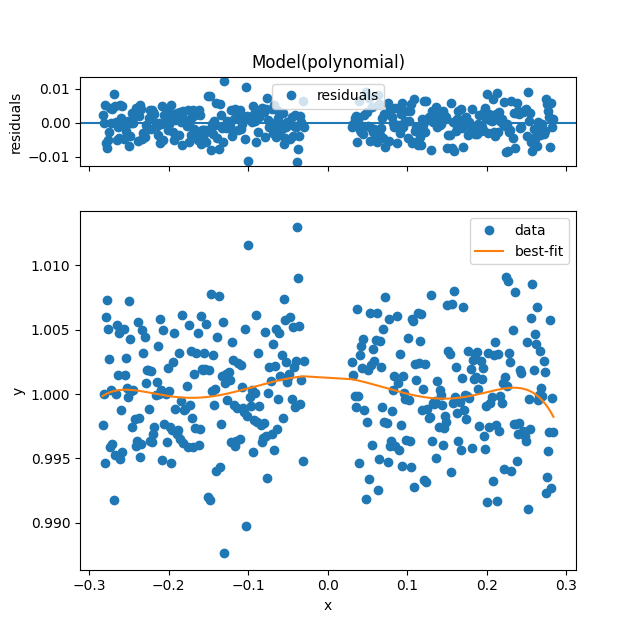 Model(polynomial)
0.01
0.00
−0.01
residuals
residuals
1.010
1.005
1.000
0.995
0.990
y
data
best-fit
−0.3 −0.2 −0.1 0.0 0.1 0.2 0.3
x